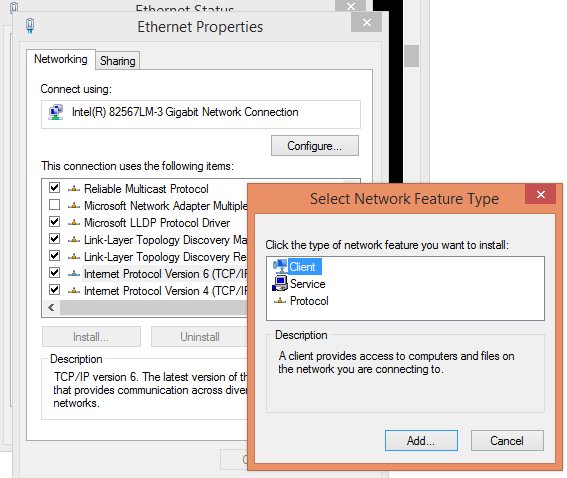 Ethernet Status
Ethernet Properties
Networking
Sharing
Connect using:
Intel(R) 82567LM-3 Gigabit Network Connection
Configure...
This connection uses the following items:
Reliable Multicast Protocol
Microsoft Network Adapter Multiple
Microsoft LLDP Protocol Driver
Link-Layer Topology Discovery Ma
Link-Layer Topology Discovery Re
Internet Protocol Version 6 (TCP/IP
Internet Protocol Version 4 (TCP/IP
Install...
Uninstall
Description
TCP/IP version 6. The latest version of the
that provides communication across diver
networks.
Select Network Feature Type
Click the type of network feature you want to install:
Client
Service
Protocol
Description
A client provides access to computers and files on
the network you are connecting to.
Add...
Cancel